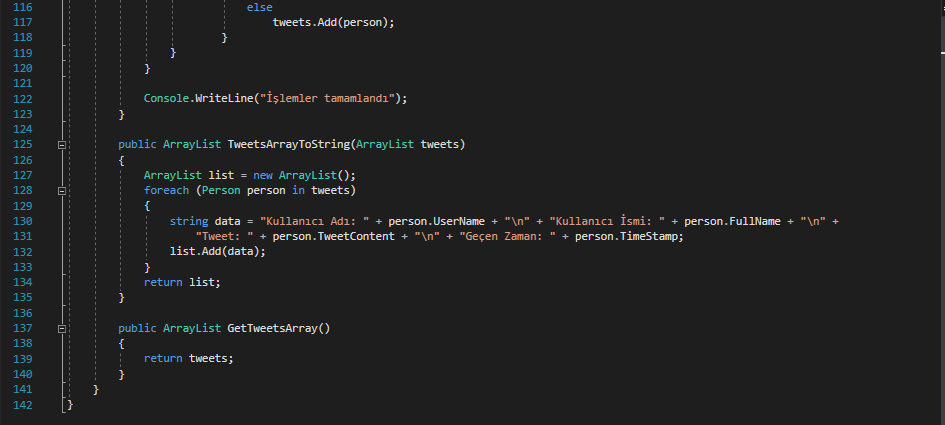 116 else
117 tweets.Add(person);
118 }
119 }
120 }
121
122 Console.WriteLine("İşlemler tamamlandı");
123 }
124
125 public ArrayList TweetsArrayToString(ArrayList tweets)
126 {
127 ArrayList list = new ArrayList();
128 foreach (Person person in tweets)
129 {
130 string data = "Kullanıcı Adı: " + person.UserName + "\n" + "Kullanıcı İsmi: " + person.FullName + "\n" +
131 "Tweet: " + person.TweetContent + "\n" + "Geçen Zaman: " + person.TimeStamp;
132 list.Add(data);
133 }
134 return list;
135 }
136
137 public ArrayList GetTweetsArray()
138 {
139 return tweets;
140 }
141 }
142 }